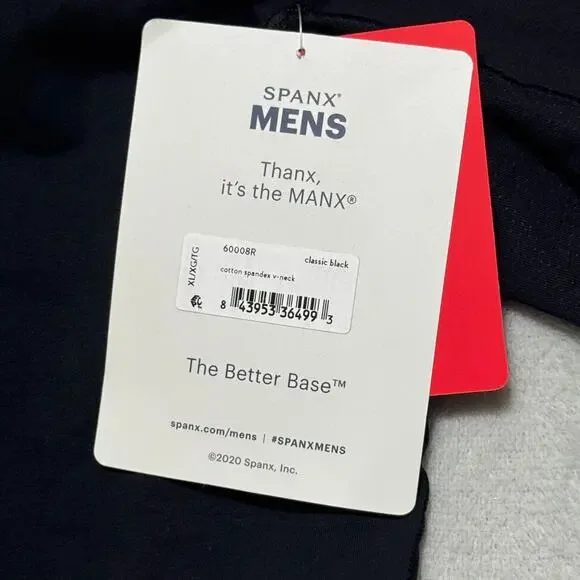 SPANX®
MENS
Thanx,
it's the MANX®
XL/XG/TG
60008R classic black
cotton spandex v-neck
8 43953 36499 3
The Better Base™
spanx.com/mens | #SPANXMENS
©2020 Spanx, Inc.